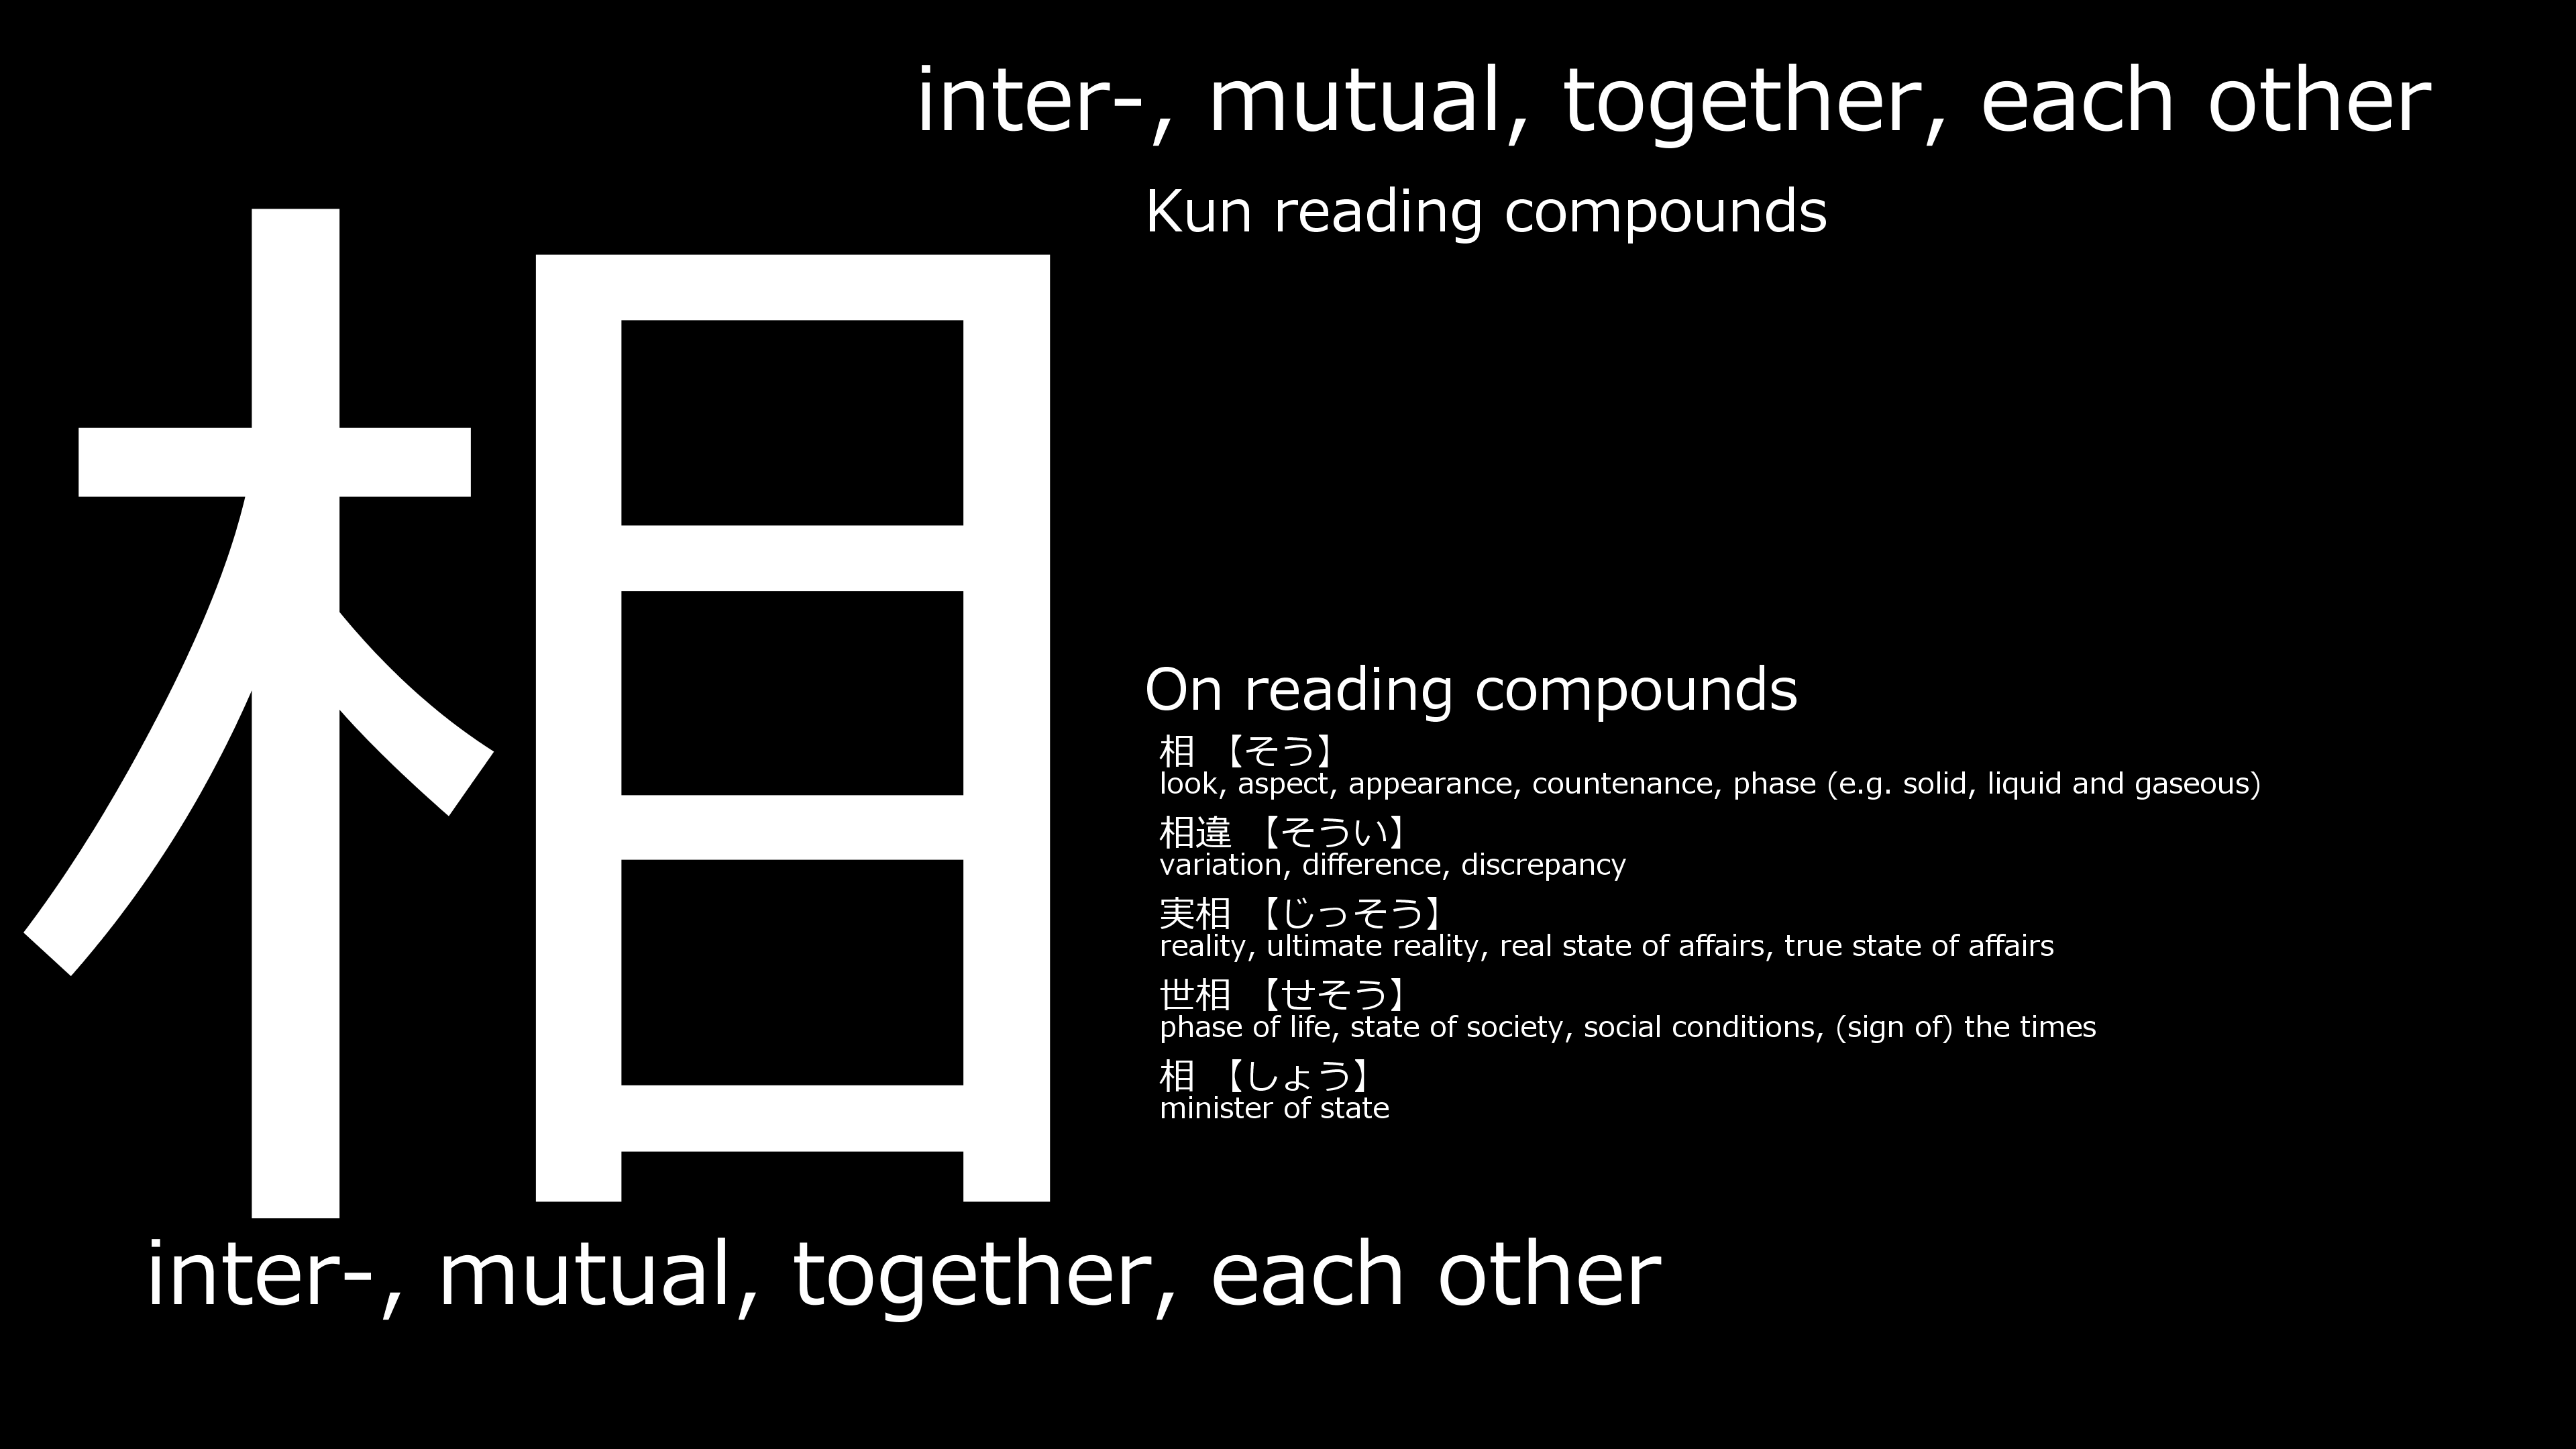 inter-, mutual, together, each other
Kun reading compounds
相
On reading compounds
相 【そう】
look, aspect, appearance, countenance, phase (e.g. solid, liquid and gaseous)
相違 【そうい】
variation, difference, discrepancy
実相 【じっそう】
reality, ultimate reality, real state of affairs, true state of affairs
世相 【せそう】
phase of life, state of society, social conditions, (sign of) the times
相 【しょう】
minister of state
inter-, mutual, together, each other